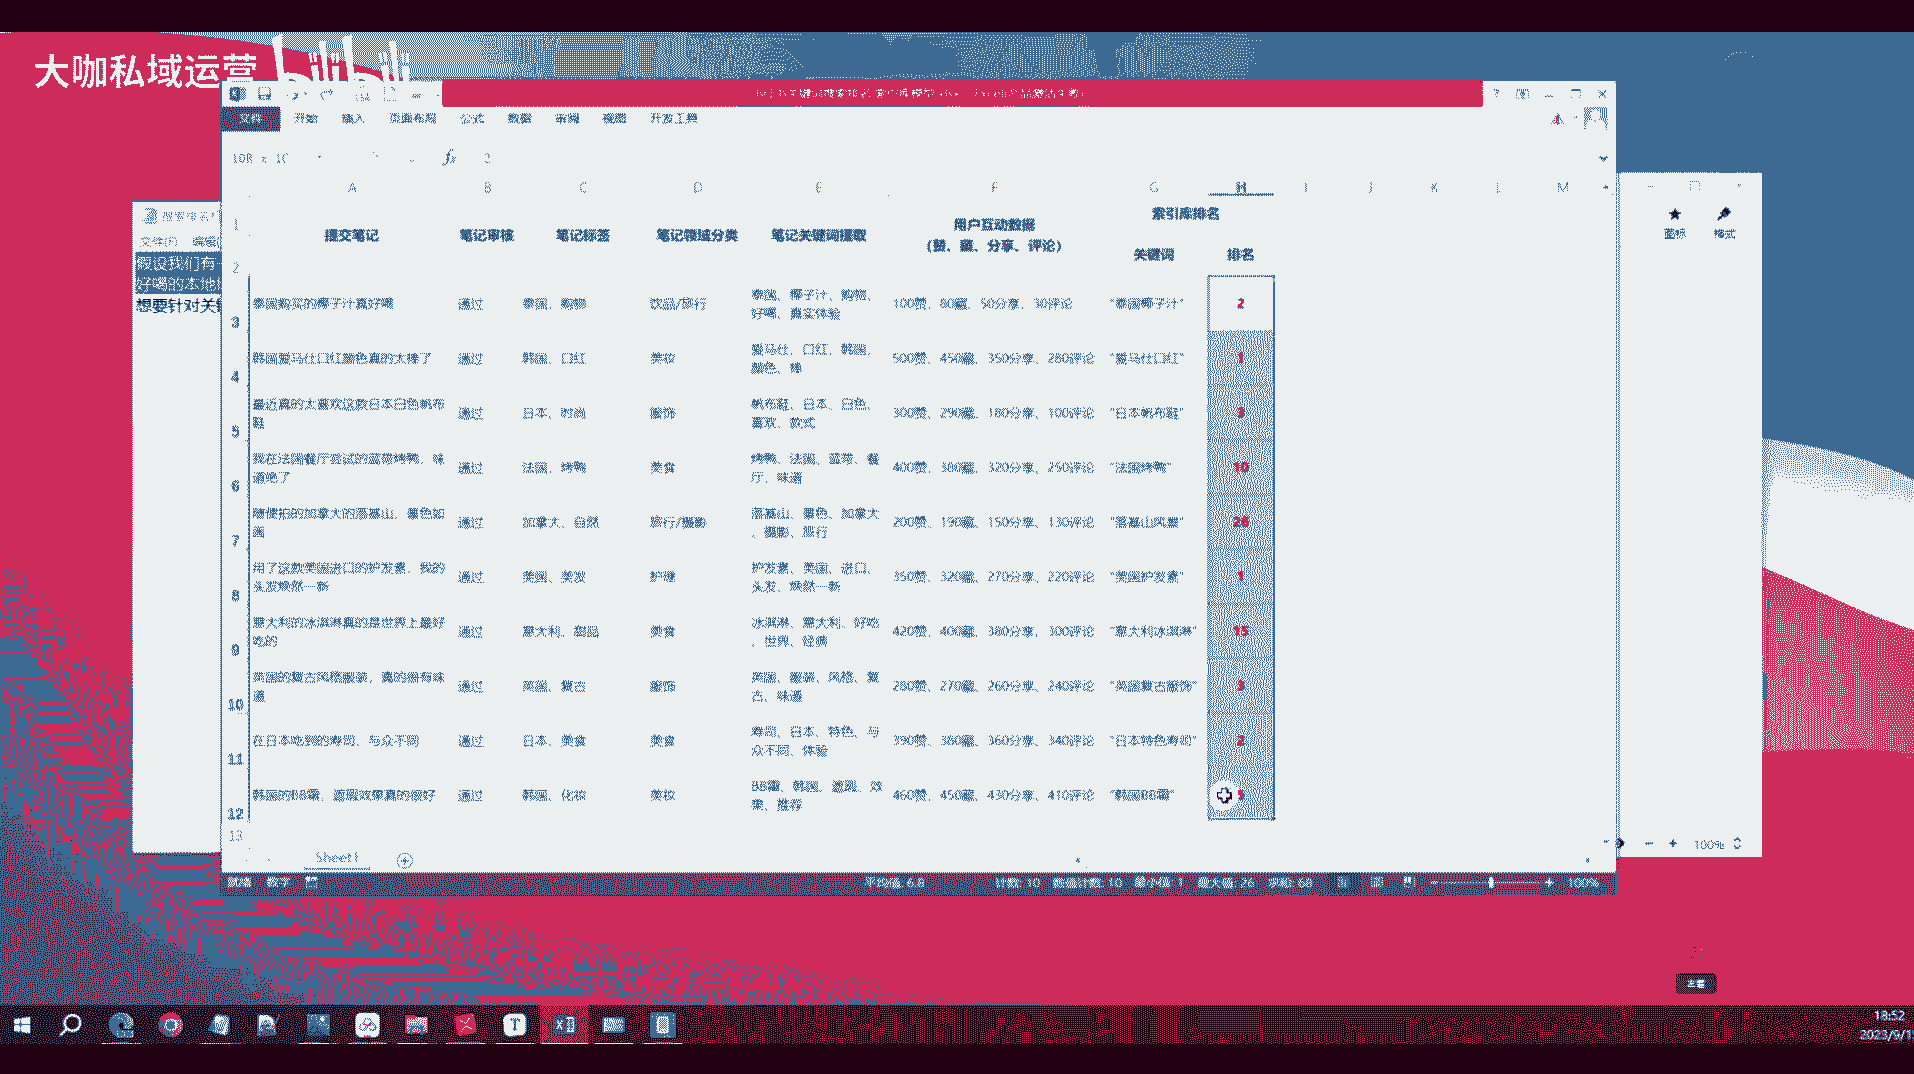 大咖私域运营 bilibili
文件 开始 插入 页面布局 公式 数据 审阅 视图 开发工具
10R x 1C fx 2
A B C D E F G H I J K L M
提交笔记 笔记审核 笔记标签 笔记领域分类 笔记关键词提取 用户互动数据 索引库排名
(赞、藏、分享、评论) 关键词 排名
泰国购买的椰子汁真好喝 通过 泰国、购物 饮品/旅行 泰国、椰子汁、购物、 100赞、80藏、50分享、30评论 "泰国椰子汁" 2
好喝、真实体验
韩国爱马仕口红颜色真的太棒了 通过 韩国、口红 美妆 爱马仕、口红、韩国、 500赞、450藏、350分享、280评论 "爱马仕口红" 1
颜色、棒
最近真的太喜欢这款日本白色帆布 通过 日本、时尚 服饰 帆布鞋、日本、白色、 300赞、290藏、180分享、100评论 "日本帆布鞋"
鞋 喜欢、款式
我在法国餐厅尝试的蓝带烤鸭，味 通过 法国、烤鸭 美食 烤鸭、法国、蓝带、餐 400赞、380藏、320分享、250评论 "法国烤鸭" 10
道绝了 厅、味道
随便拍的加拿大的落基山，景色如 通过 加拿大、自然 旅行/摄影 落基山、景色、加拿大 200赞、190藏、150分享、130评论 "落基山风景" 26
画 、摄影、旅行
用了这款美国进口的护发素，我的 通过 美国、美发 护理 护发素、美国、进口、 350赞、320藏、270分享、220评论 "美国护发素" 1
头发焕然一新 头发、焕然一新
意大利的冰淇淋真的是世界上最好 通过 意大利、甜品 美食 冰淇淋、意大利、好吃 420赞、400藏、380分享、300评论 "意大利冰淇淋" 15
吃的 、世界、经典
英国的复古风格服装，真的很有味 通过 英国、复古 服饰 英国、服装、风格、复 280赞、270藏、260分享、240评论 "英国复古服饰" 3
道 古、味道
在日本吃到的寿司，与众不同 通过 日本、美食 美食 寿司、日本、特色、与 390赞、380藏、360分享、340评论 "日本特色寿司" 2
众不同、体验
韩国的BB霜，遮瑕效果真的很好 通过 韩国、化妆 美妆 BB霜、韩国、遮瑕、效 460赞、450藏、430分享、410评论 "韩国BB霜" 5
果、推荐
1
2
3
4
5
6
7
8
9
10
11
12
13
Sheet1
就绪 数字 平均值: 6.8 计数: 10 数值计数: 10 最小值: 1 最大值: 26 求和: 68 100%
文件(F) 编辑
假设我们有一
好喝的本地
想要针对关键
图标 格式
100%
18:52
2023/9/1